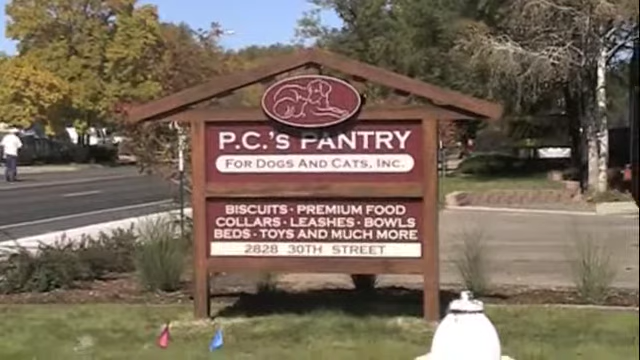 P.C.'s PANTRY
FOR DOGS AND CATS, INC.
BISCUITS · PREMIUM FOOD
COLLARS · LEASHES · BOWLS
BEDS · TOYS AND MUCH MORE
2828 30TH STREET